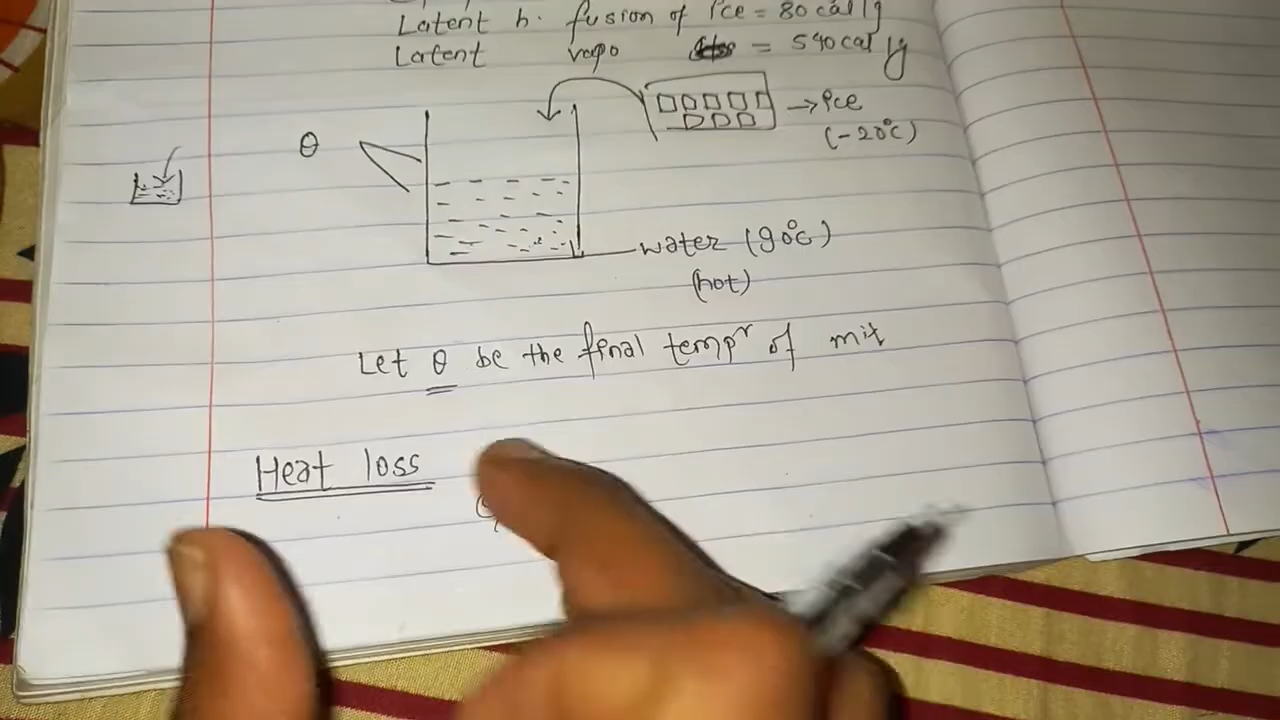 Latent h. fusion of Ice = 80 cal/g
Latent vapo = 540 cal/g
→ Ice
(-20°c)
θ
water (90°c)
(hot)
Let θ be the final tempr of mix
Heat loss